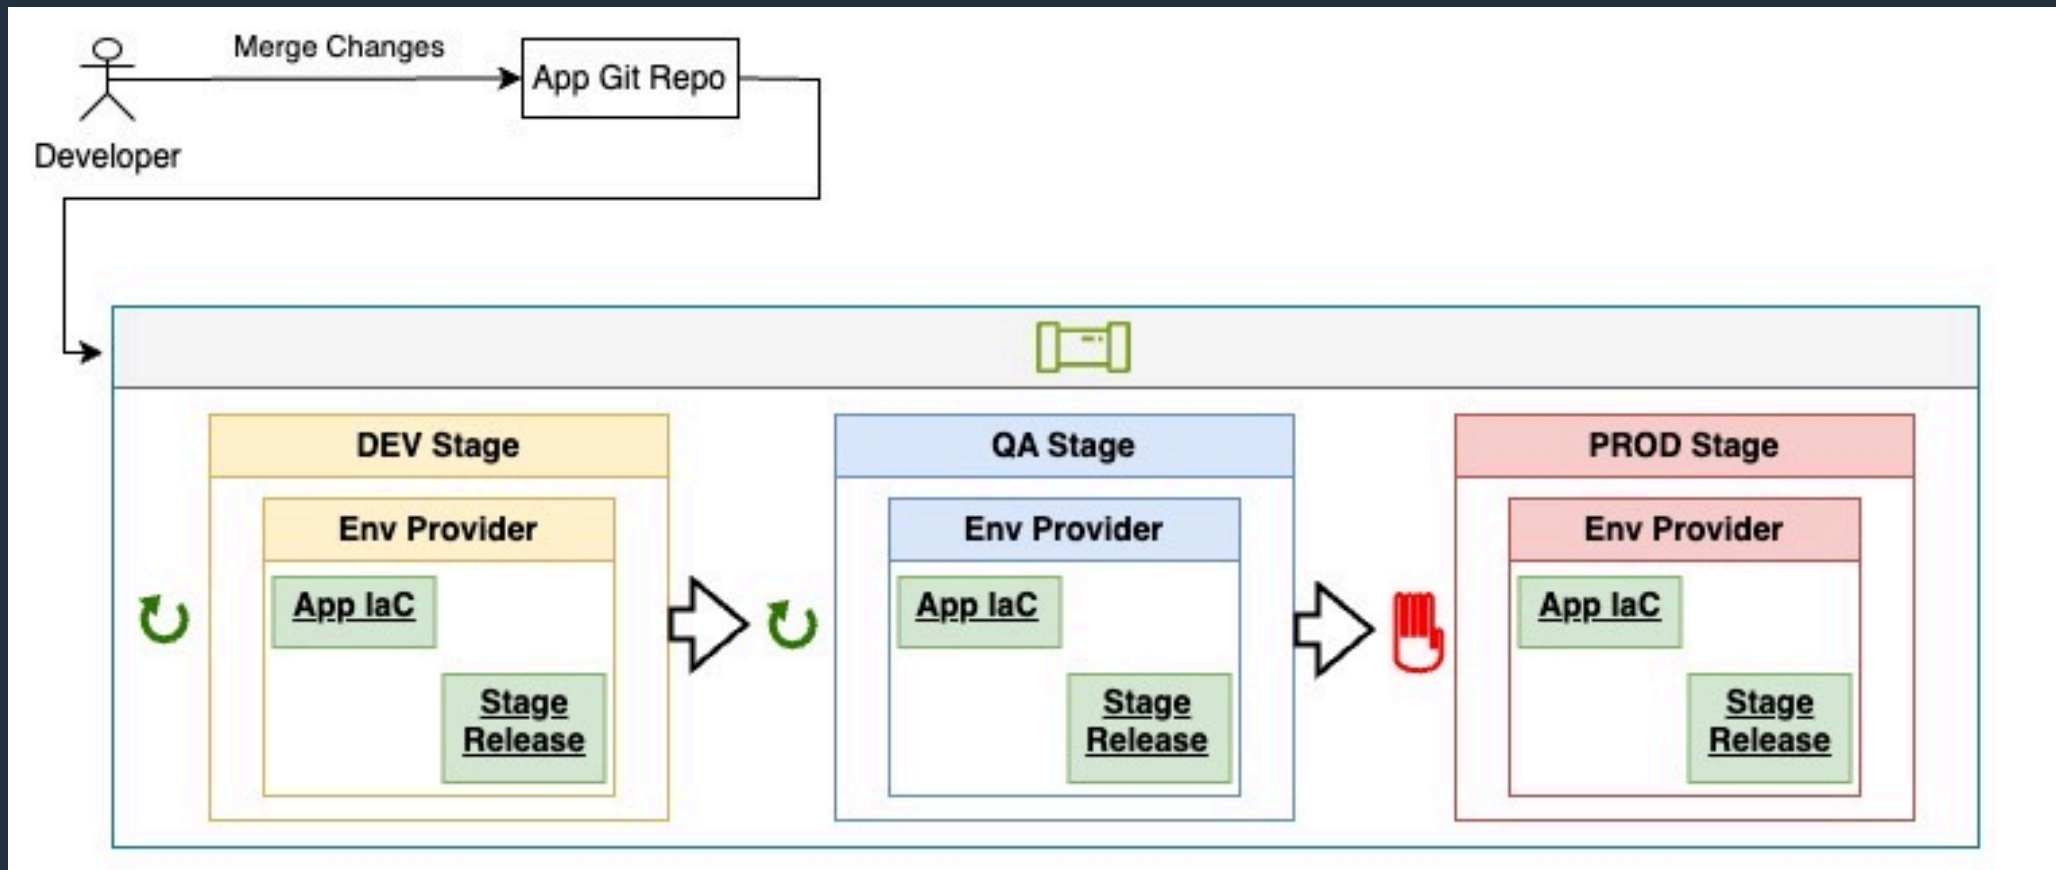 Merge Changes
App Git Repo
Developer
DEV Stage
Env Provider
App IaC
Stage
Release
QA Stage
Env Provider
App IaC
Stage
Release
PROD Stage
Env Provider
App IaC
Stage
Release